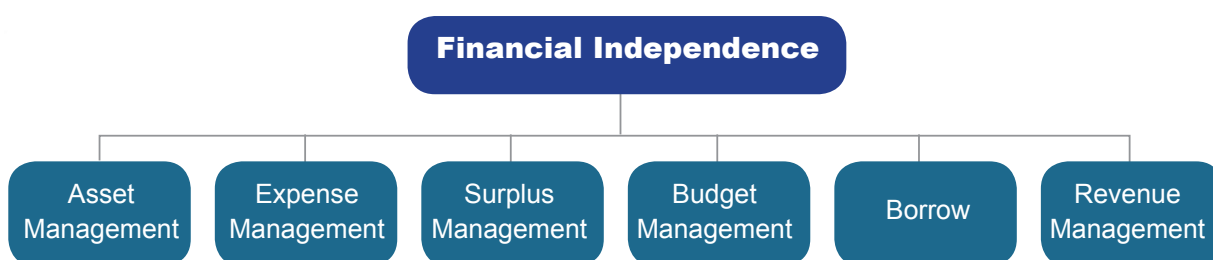 Financial Independence
Asset
Management
Expense
Management
Surplus
Management
Budget
Management
Borrow
Revenue
Management